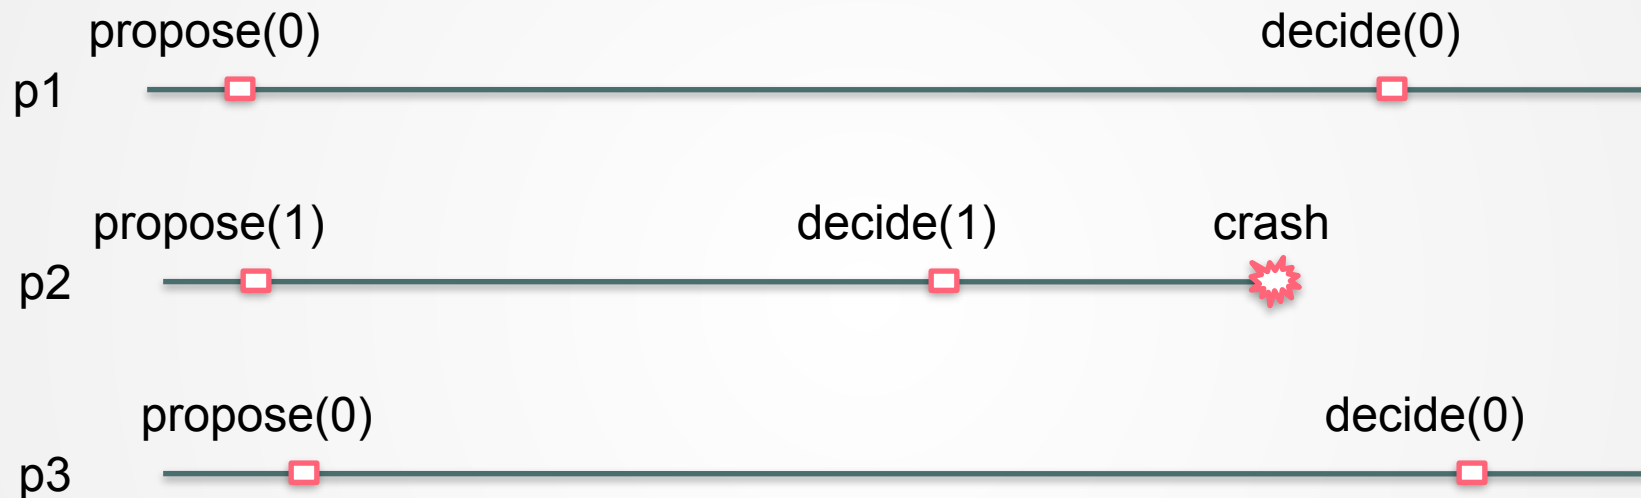 propose(0) decide(0)
p1
propose(1) decide(1) crash
p2
propose(0) decide(0)
p3